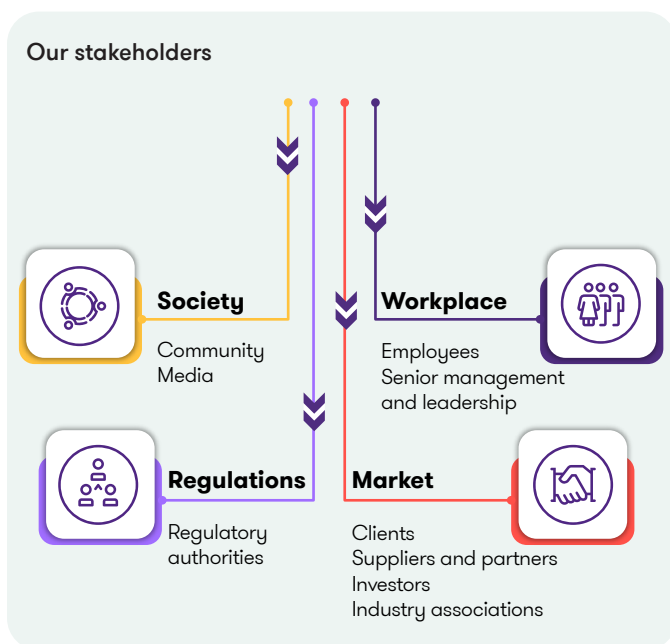 Our stakeholders
Society
Community
Media
Workplace
Employees
Senior management
and leadership
Regulations
Regulatory
authorities
Market
Clients
Suppliers and partners
Investors
Industry associations